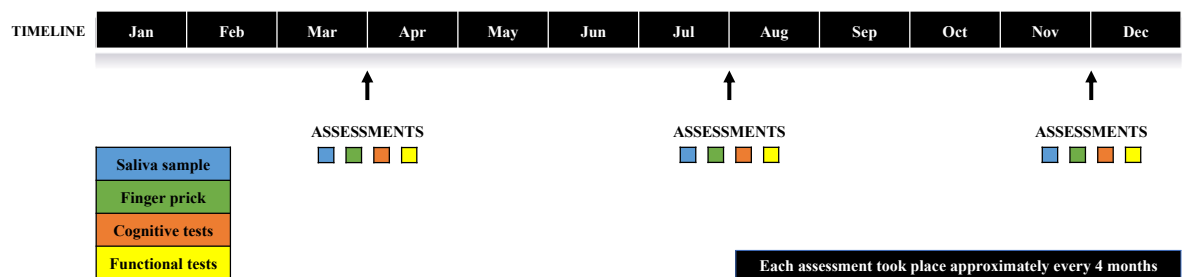 TIMELINE Jan Feb Mar Apr May Jun Jul Aug Sep Oct Nov Dec
ASSESSMENTS ASSESSMENTS ASSESSMENTS
Saliva sample
Finger prick
Cognitive tests
Functional tests
Each assessment took place approximately every 4 months